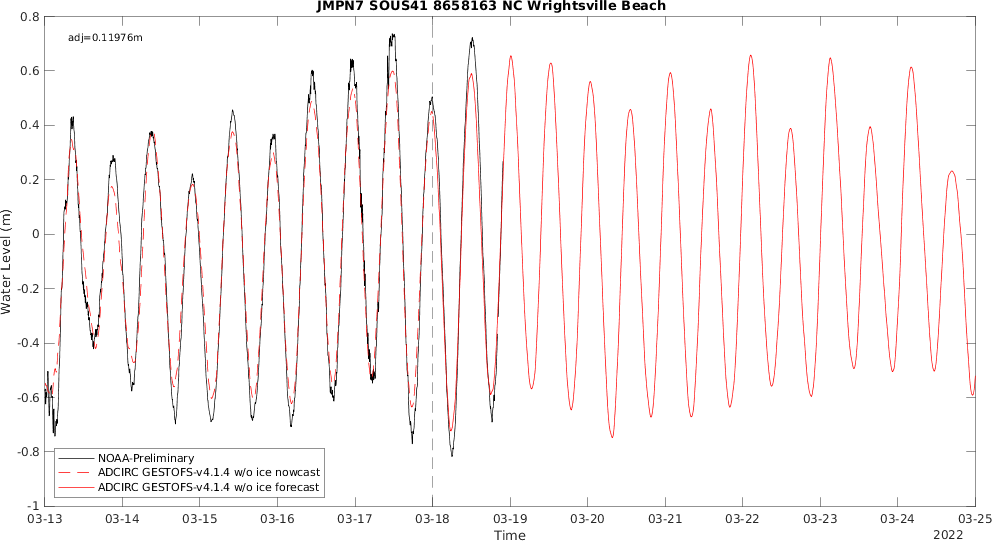 JMPN7 SOUS41 8658163 NC Wrightsville Beach
adj=0.11976m
0.8
0.6
0.4
0.2
0
-0.2
-0.4
-0.6
-0.8
-1
Water Level (m)
NOAA-Preliminary
ADCIRC GESTOFS-v4.1.4 w/o ice nowcast
ADCIRC GESTOFS-v4.1.4 w/o ice forecast
03-13 03-14 03-15 03-16 03-17 03-18 03-19 03-20 03-21 03-22 03-23 03-24 03-25
Time
2022